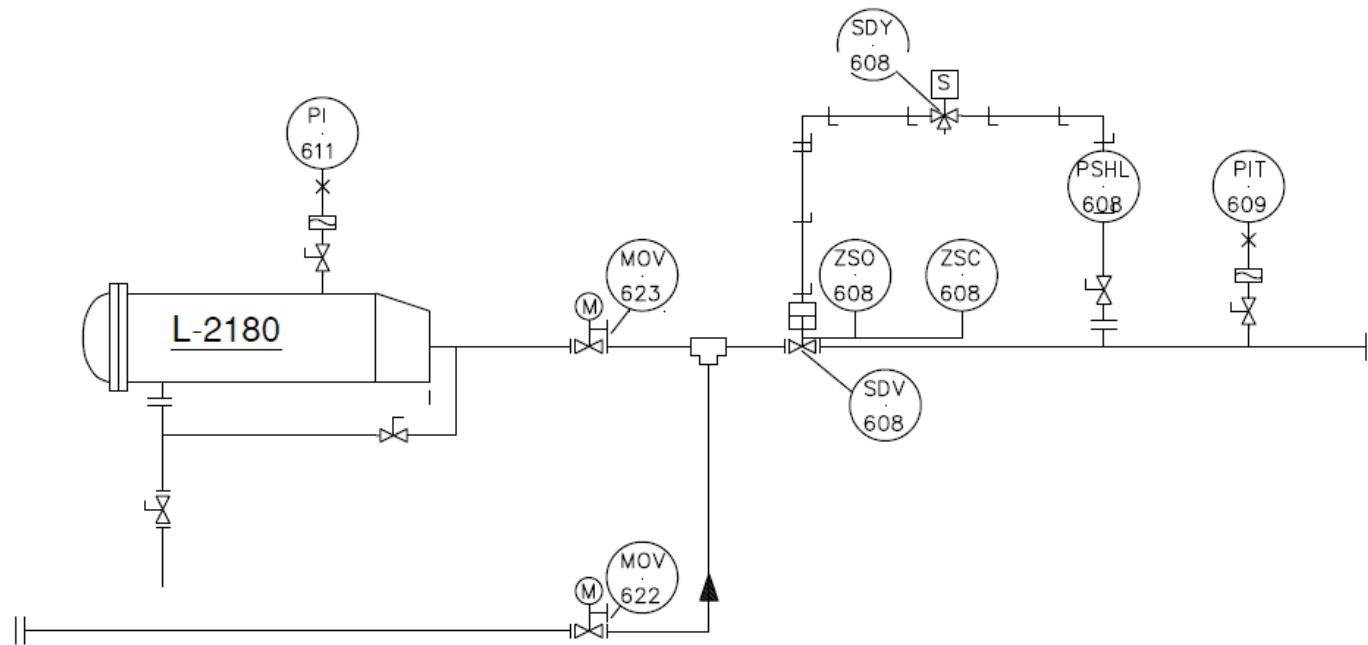 SDY
608
S
PI
611
PSHL
608
PIT
609
MOV
623
ZSO
608
ZSC
608
M
L-2180
SDV
608
MOV
622
M